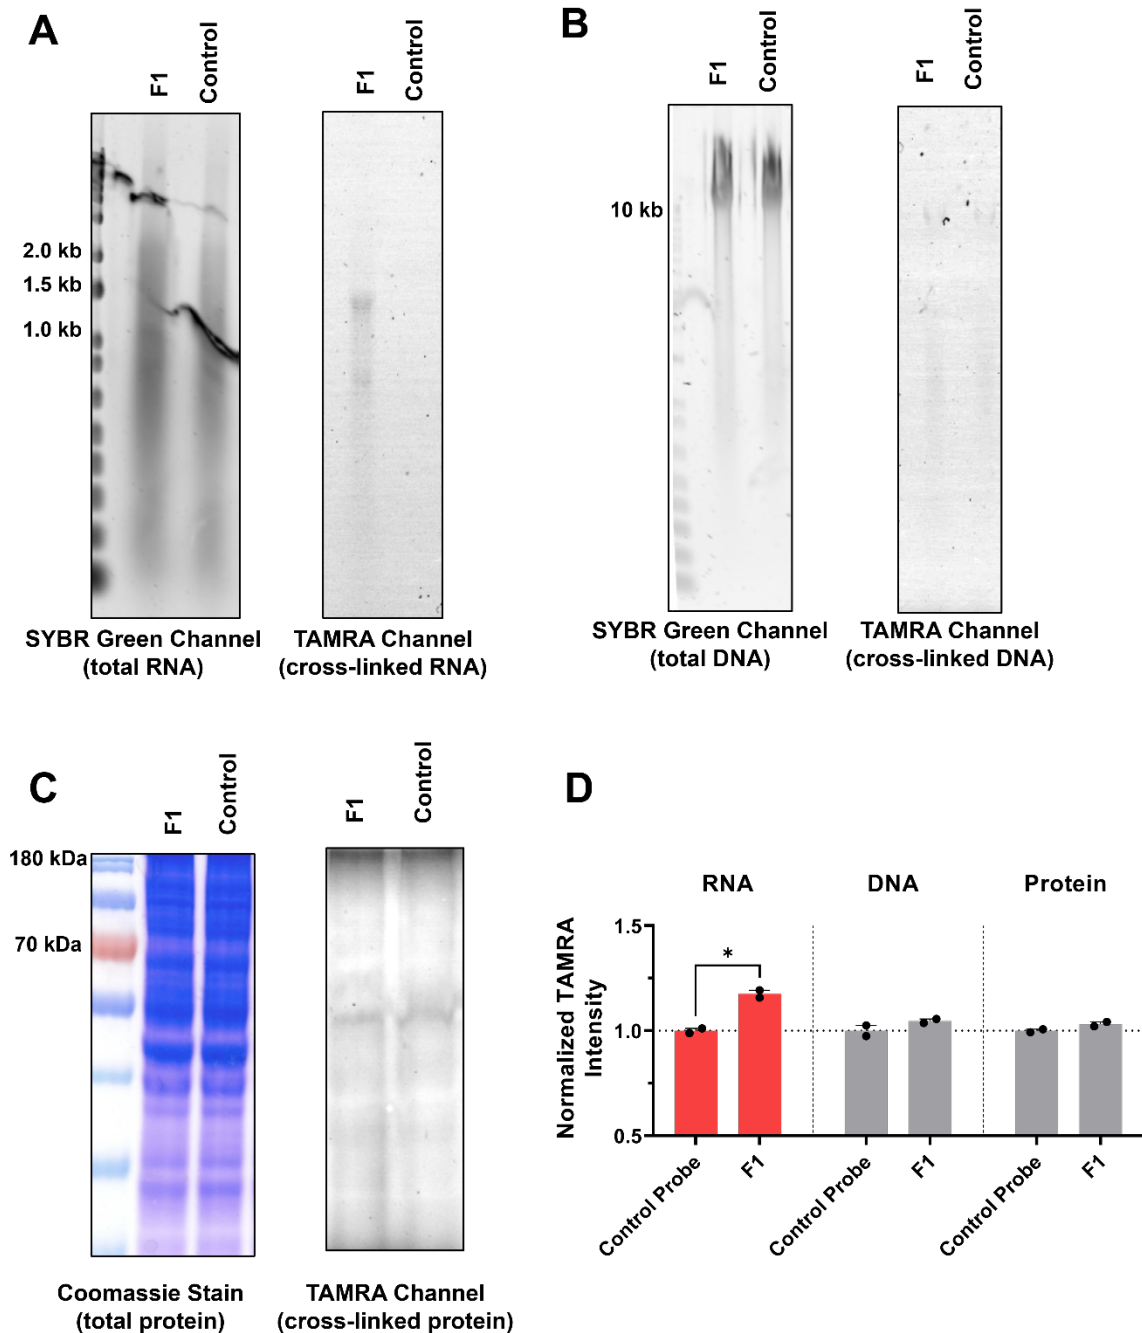 A
F1
Control
F1
Control
2.0 kb
1.5 kb
1.0 kb
SYBR Green Channel
(total RNA)
TAMRA Channel
(cross-linked RNA)
B
F1
Control
F1
Control
10 kb
SYBR Green Channel
(total DNA)
TAMRA Channel
(cross-linked DNA)
C
F1
Control
F1
Control
180 kDa
70 kDa
Coomassie Stain
(total protein)
TAMRA Channel
(cross-linked protein)
D
RNA
DNA
Protein
Normalized TAMRA
Intensity
1.5
1.0
0.5
*
Control Probe
F1
Control Probe
F1
Control Probe
F1